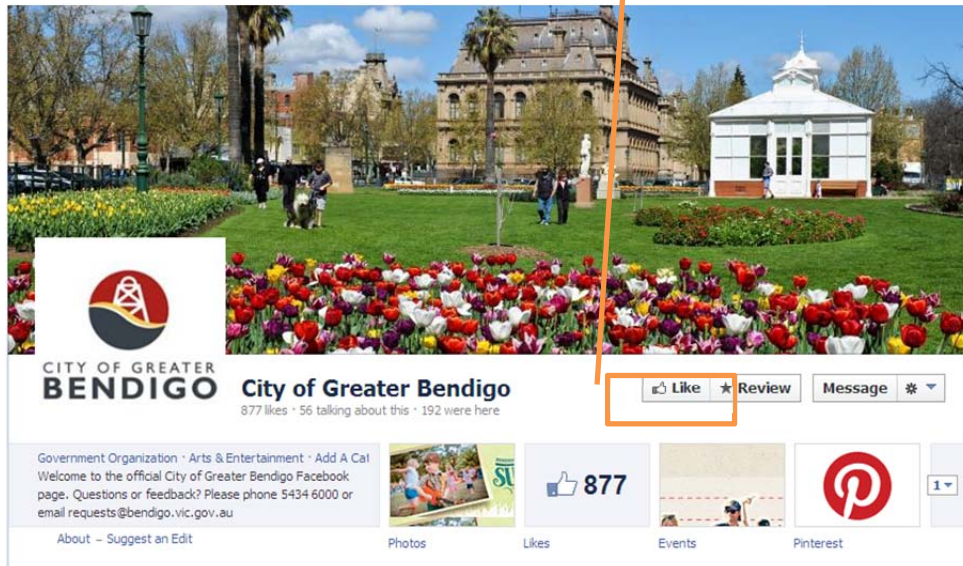 CITY OF GREATER
BENDIGO
City of Greater Bendigo
877 likes · 56 talking about this · 192 were here
Like
Review
Message
Government Organization · Arts & Entertainment · Add A Cat
Welcome to the official City of Greater Bendigo Facebook
page. Questions or feedback? Please phone 5434 6000 or
email requests@bendigo.vic.gov.au
About – Suggest an Edit
SU
877
1
Photos
Likes
Events
Pinterest